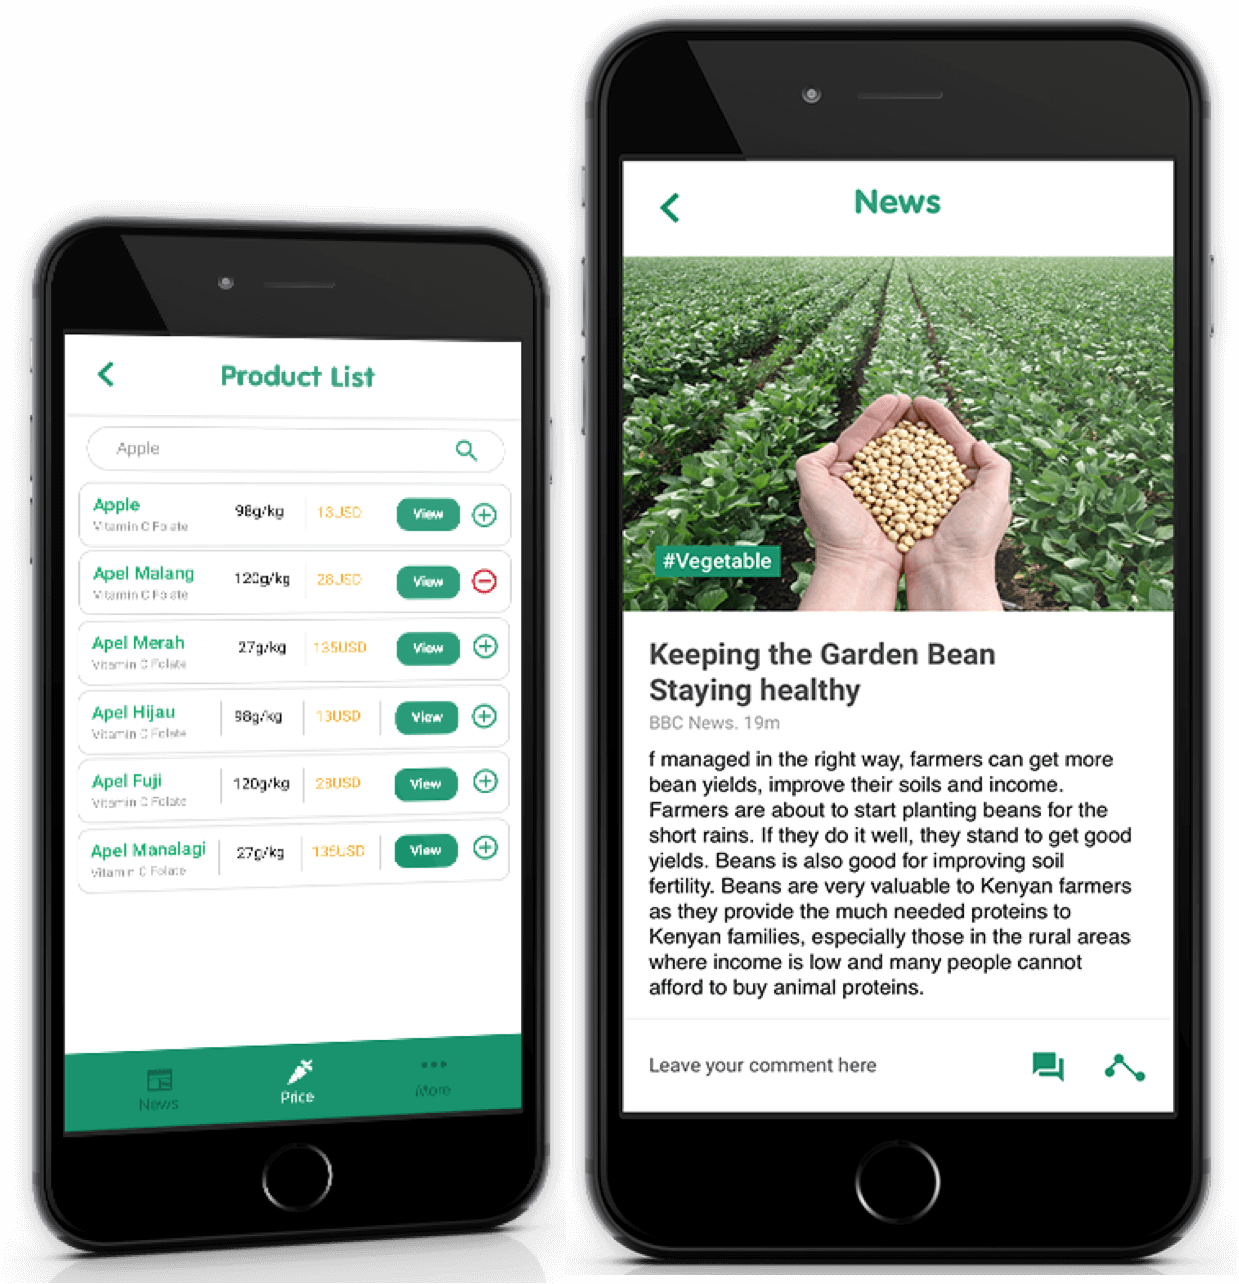 Product List
Apple
Apple 98g/kg 13USD View
Vitamin C Folate
Apel Malang 120g/kg 28USD View
Vitamin C Folate
Apel Merah 27g/kg 135USD View
Vitamin C Folate
Apel Hijau 98g/kg 13USD View
Vitamin C Folate
Apel Fuji 120g/kg 28USD View
Vitamin C Folate
Apel Manalagi 27g/kg 135USD View
Vitamin C Folate
News Price More
News
#Vegetable
Keeping the Garden Bean
Staying healthy
BBC News. 19m
f managed in the right way, farmers can get more
bean yields, improve their soils and income.
Farmers are about to start planting beans for the
short rains. If they do it well, they stand to get good
yields. Beans is also good for improving soil
fertility. Beans are very valuable to Kenyan farmers
as they provide the much needed proteins to
Kenyan families, especially those in the rural areas
where income is low and many people cannot
afford to buy animal proteins.
Leave your comment here